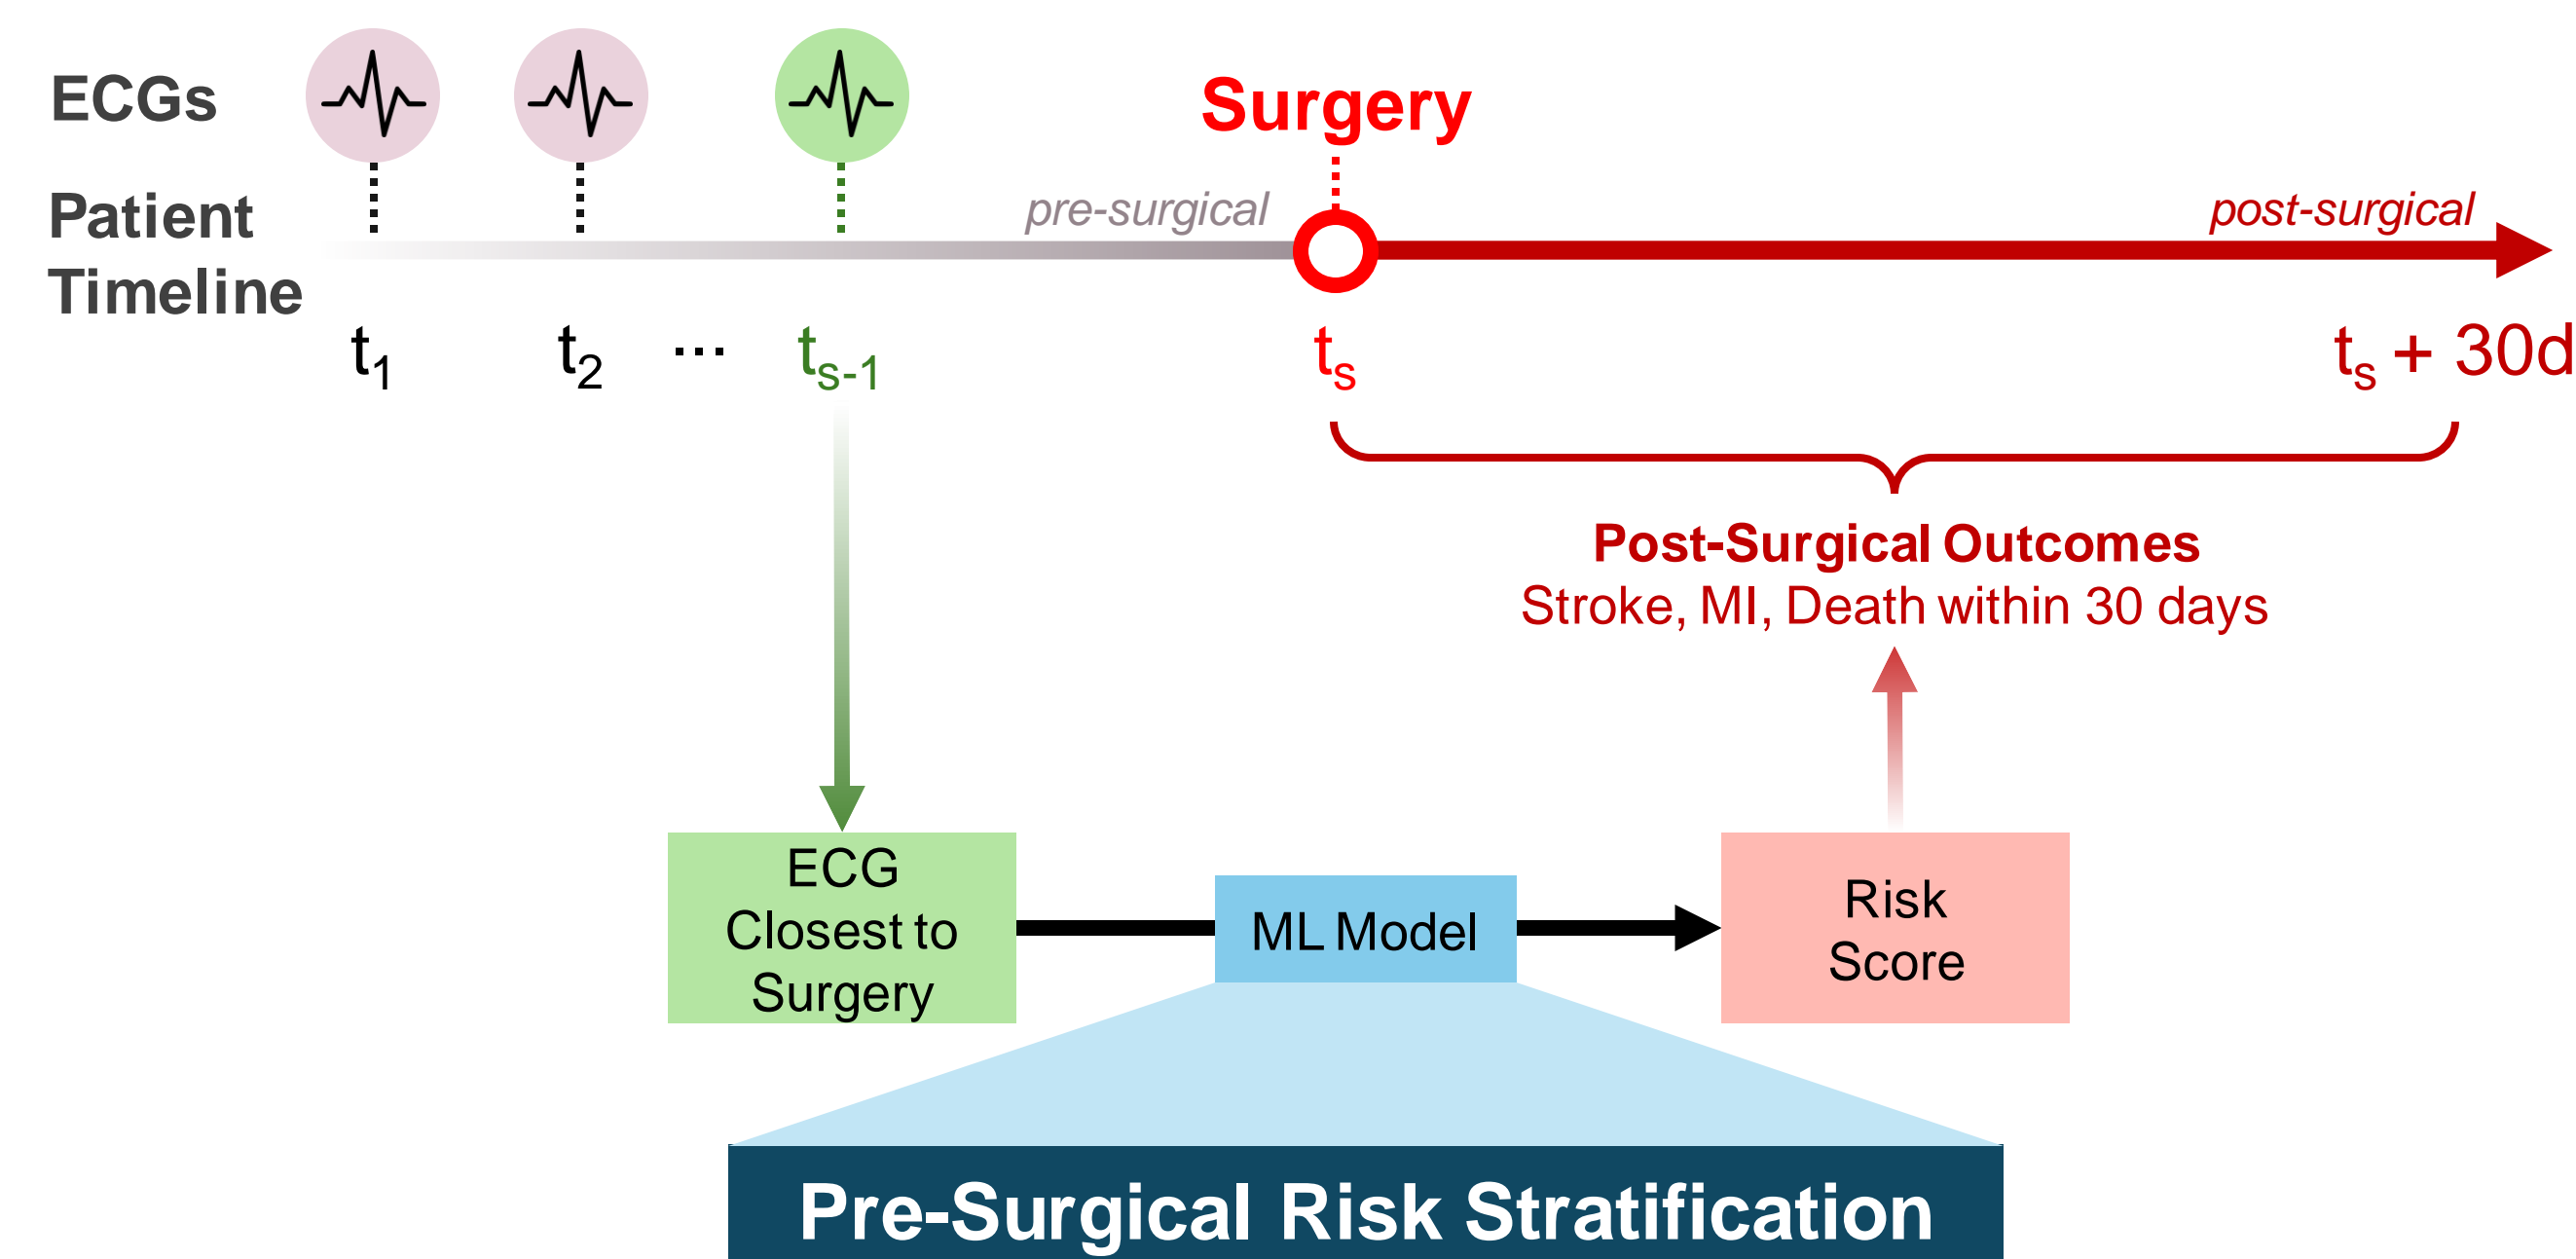 ECGs
Surgery
Patient
Timeline
pre-surgical
post-surgical
t1
t2
...
ts-1
ts
ts + 30d
Post-Surgical Outcomes
Stroke, MI, Death within 30 days
ECG
Closest to
Surgery
ML Model
Risk
Score
Pre-Surgical Risk Stratification